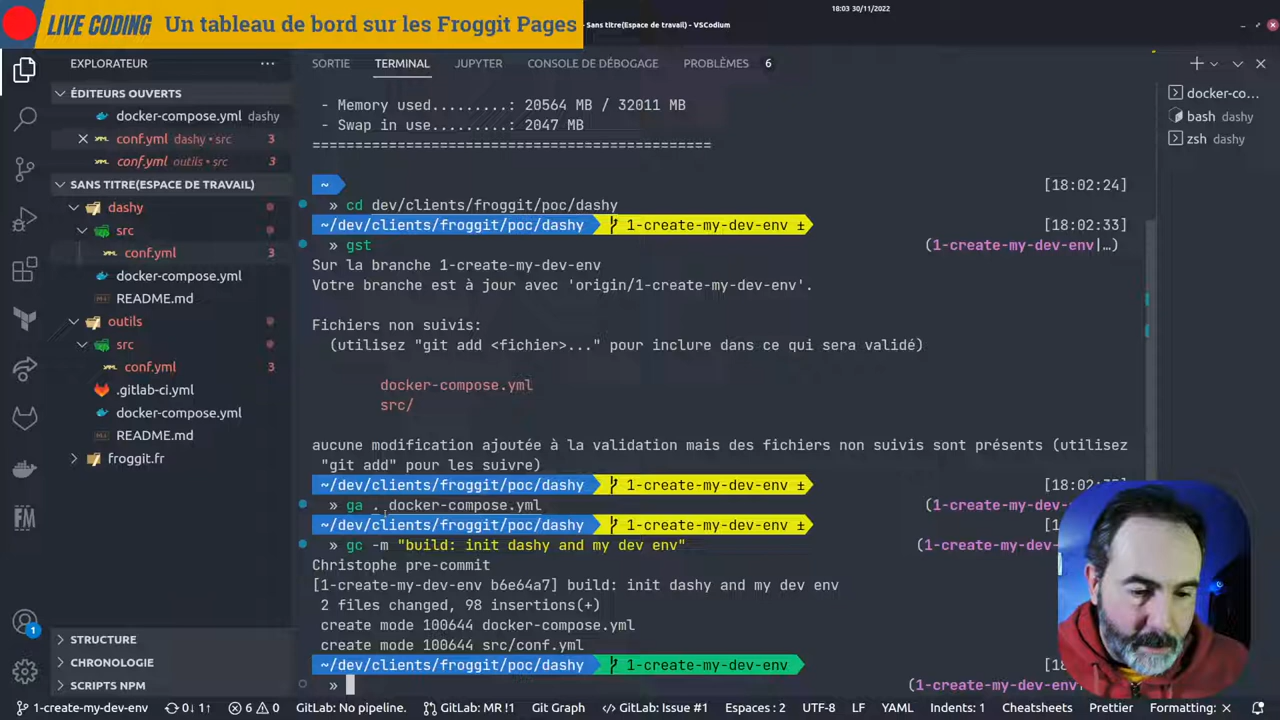 LIVE CODING Un tableau de bord sur les Froggit Pages
18:03 30/11/2022
- Sans titre(Espace de travail) - VSCodium
EXPLORATEUR
ÉDITEURS OUVERTS
docker-compose.yml dashy
conf.yml dashy • src 3
conf.yml outils • src 3
SANS TITRE(ESPACE DE TRAVAIL)
dashy
src
conf.yml 3
docker-compose.yml
README.md
outils
src
conf.yml 3
.gitlab-ci.yml
docker-compose.yml
README.md
froggit.fr
STRUCTURE
CHRONOLOGIE
SCRIPTS NPM
SORTIE TERMINAL JUPYTER CONSOLE DE DÉBOGAGE PROBLÈMES 6
- Memory used.........: 20564 MB / 32011 MB
- Swap in use.........: 2047 MB
===============================================
~ [18:02:24]
» cd dev/clients/froggit/poc/dashy
~/dev/clients/froggit/poc/dashy 1-create-my-dev-env ± [18:02:33]
» gst (1-create-my-dev-env|…)
Sur la branche 1-create-my-dev-env
Votre branche est à jour avec 'origin/1-create-my-dev-env'.
Fichiers non suivis:
(utilisez "git add <fichier>..." pour inclure dans ce qui sera validé)
docker-compose.yml
src/
aucune modification ajoutée à la validation mais des fichiers non suivis sont présents (utilisez
"git add" pour les suivre)
~/dev/clients/froggit/poc/dashy 1-create-my-dev-env ±
» ga . docker-compose.yml (1-create-my-dev-env
~/dev/clients/froggit/poc/dashy 1-create-my-dev-env ±
» gc -m "build: init dashy and my dev env" (1-create-my-dev-env
Christophe pre-commit
[1-create-my-dev-env b6e64a7] build: init dashy and my dev env
2 files changed, 98 insertions(+)
create mode 100644 docker-compose.yml
create mode 100644 src/conf.yml
~/dev/clients/froggit/poc/dashy 1-create-my-dev-env
» (1-create-my-dev-env
docker-co...
bash dashy
zsh dashy
1-create-my-dev-env 0↓ 1↑ 6 0 GitLab: No pipeline. GitLab: MR !1 Git Graph GitLab: Issue #1 Espaces : 2 UTF-8 LF YAML Indents: 1 Cheatsheets Prettier Formatting: ×